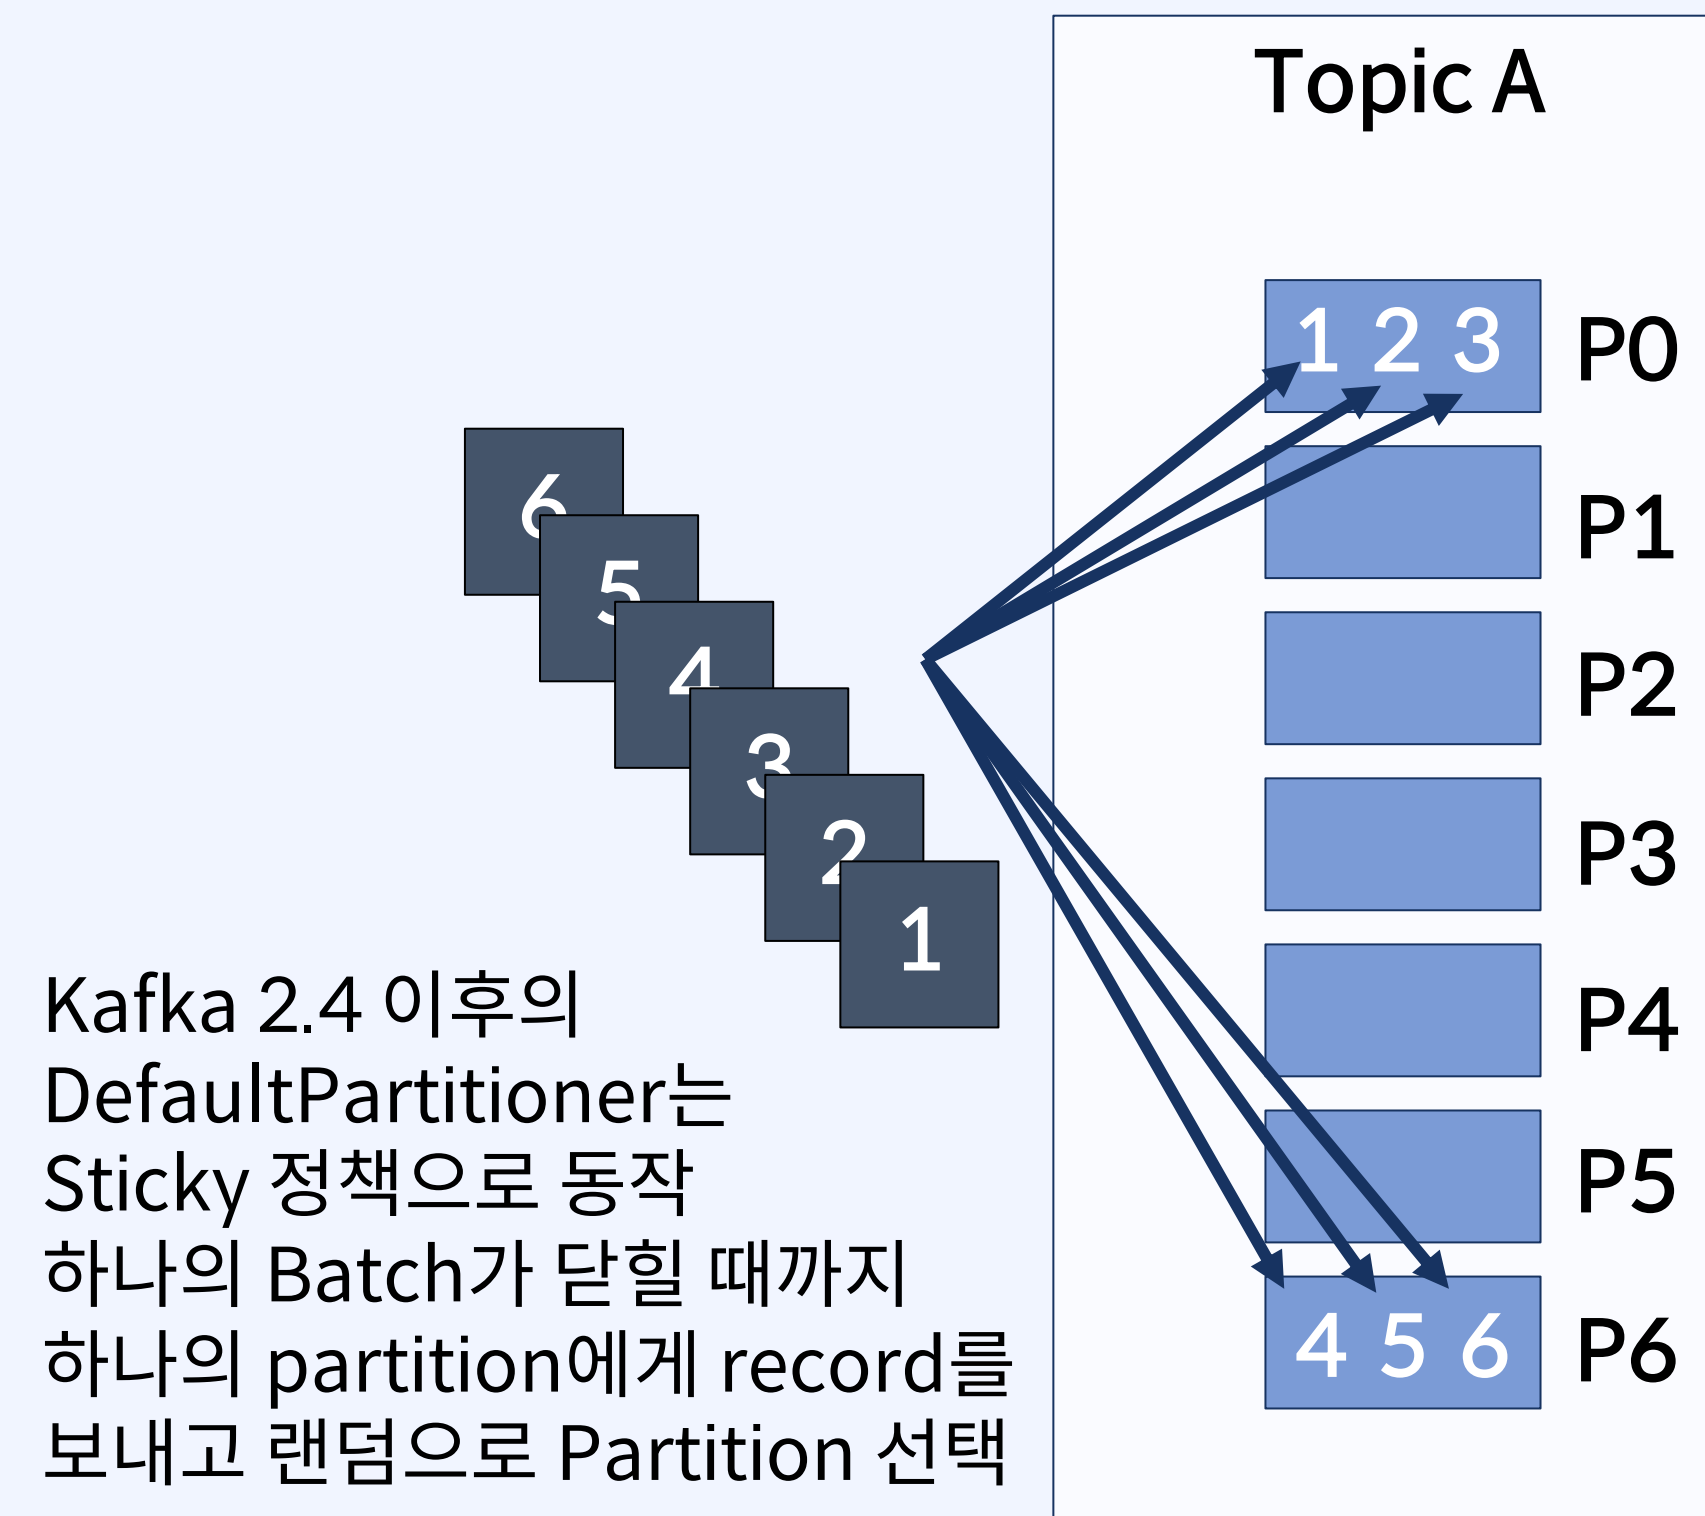 Topic A
1 2 3 P0
P1
P2
P3
P4
P5
4 5 6 P6
6
5
4
3
2
1
Kafka 2.4 이후의
DefaultPartitioner는
Sticky 정책으로 동작
하나의 Batch가 닫힐 때까지
하나의 partition에게 record를
보내고 랜덤으로 Partition 선택